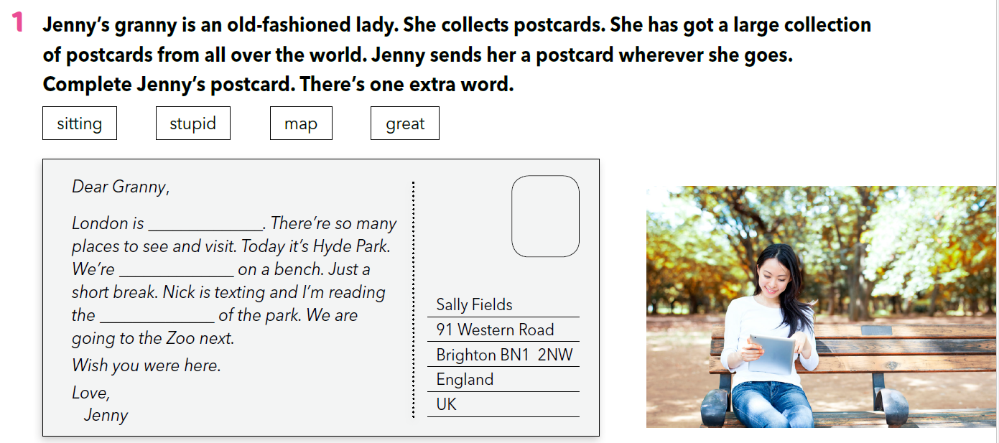 1 Jenny’s granny is an old-fashioned lady. She collects postcards. She has got a large collection
of postcards from all over the world. Jenny sends her a postcard wherever she goes.
Complete Jenny’s postcard. There’s one extra word.
sitting stupid map great
Dear Granny,
London is ______________. There’re so many
places to see and visit. Today it’s Hyde Park.
We’re ______________ on a bench. Just a
short break. Nick is texting and I’m reading
the ______________ of the park. We are
going to the Zoo next.
Wish you were here.
Love,
Jenny
Sally Fields
91 Western Road
Brighton BN1 2NW
England
UK